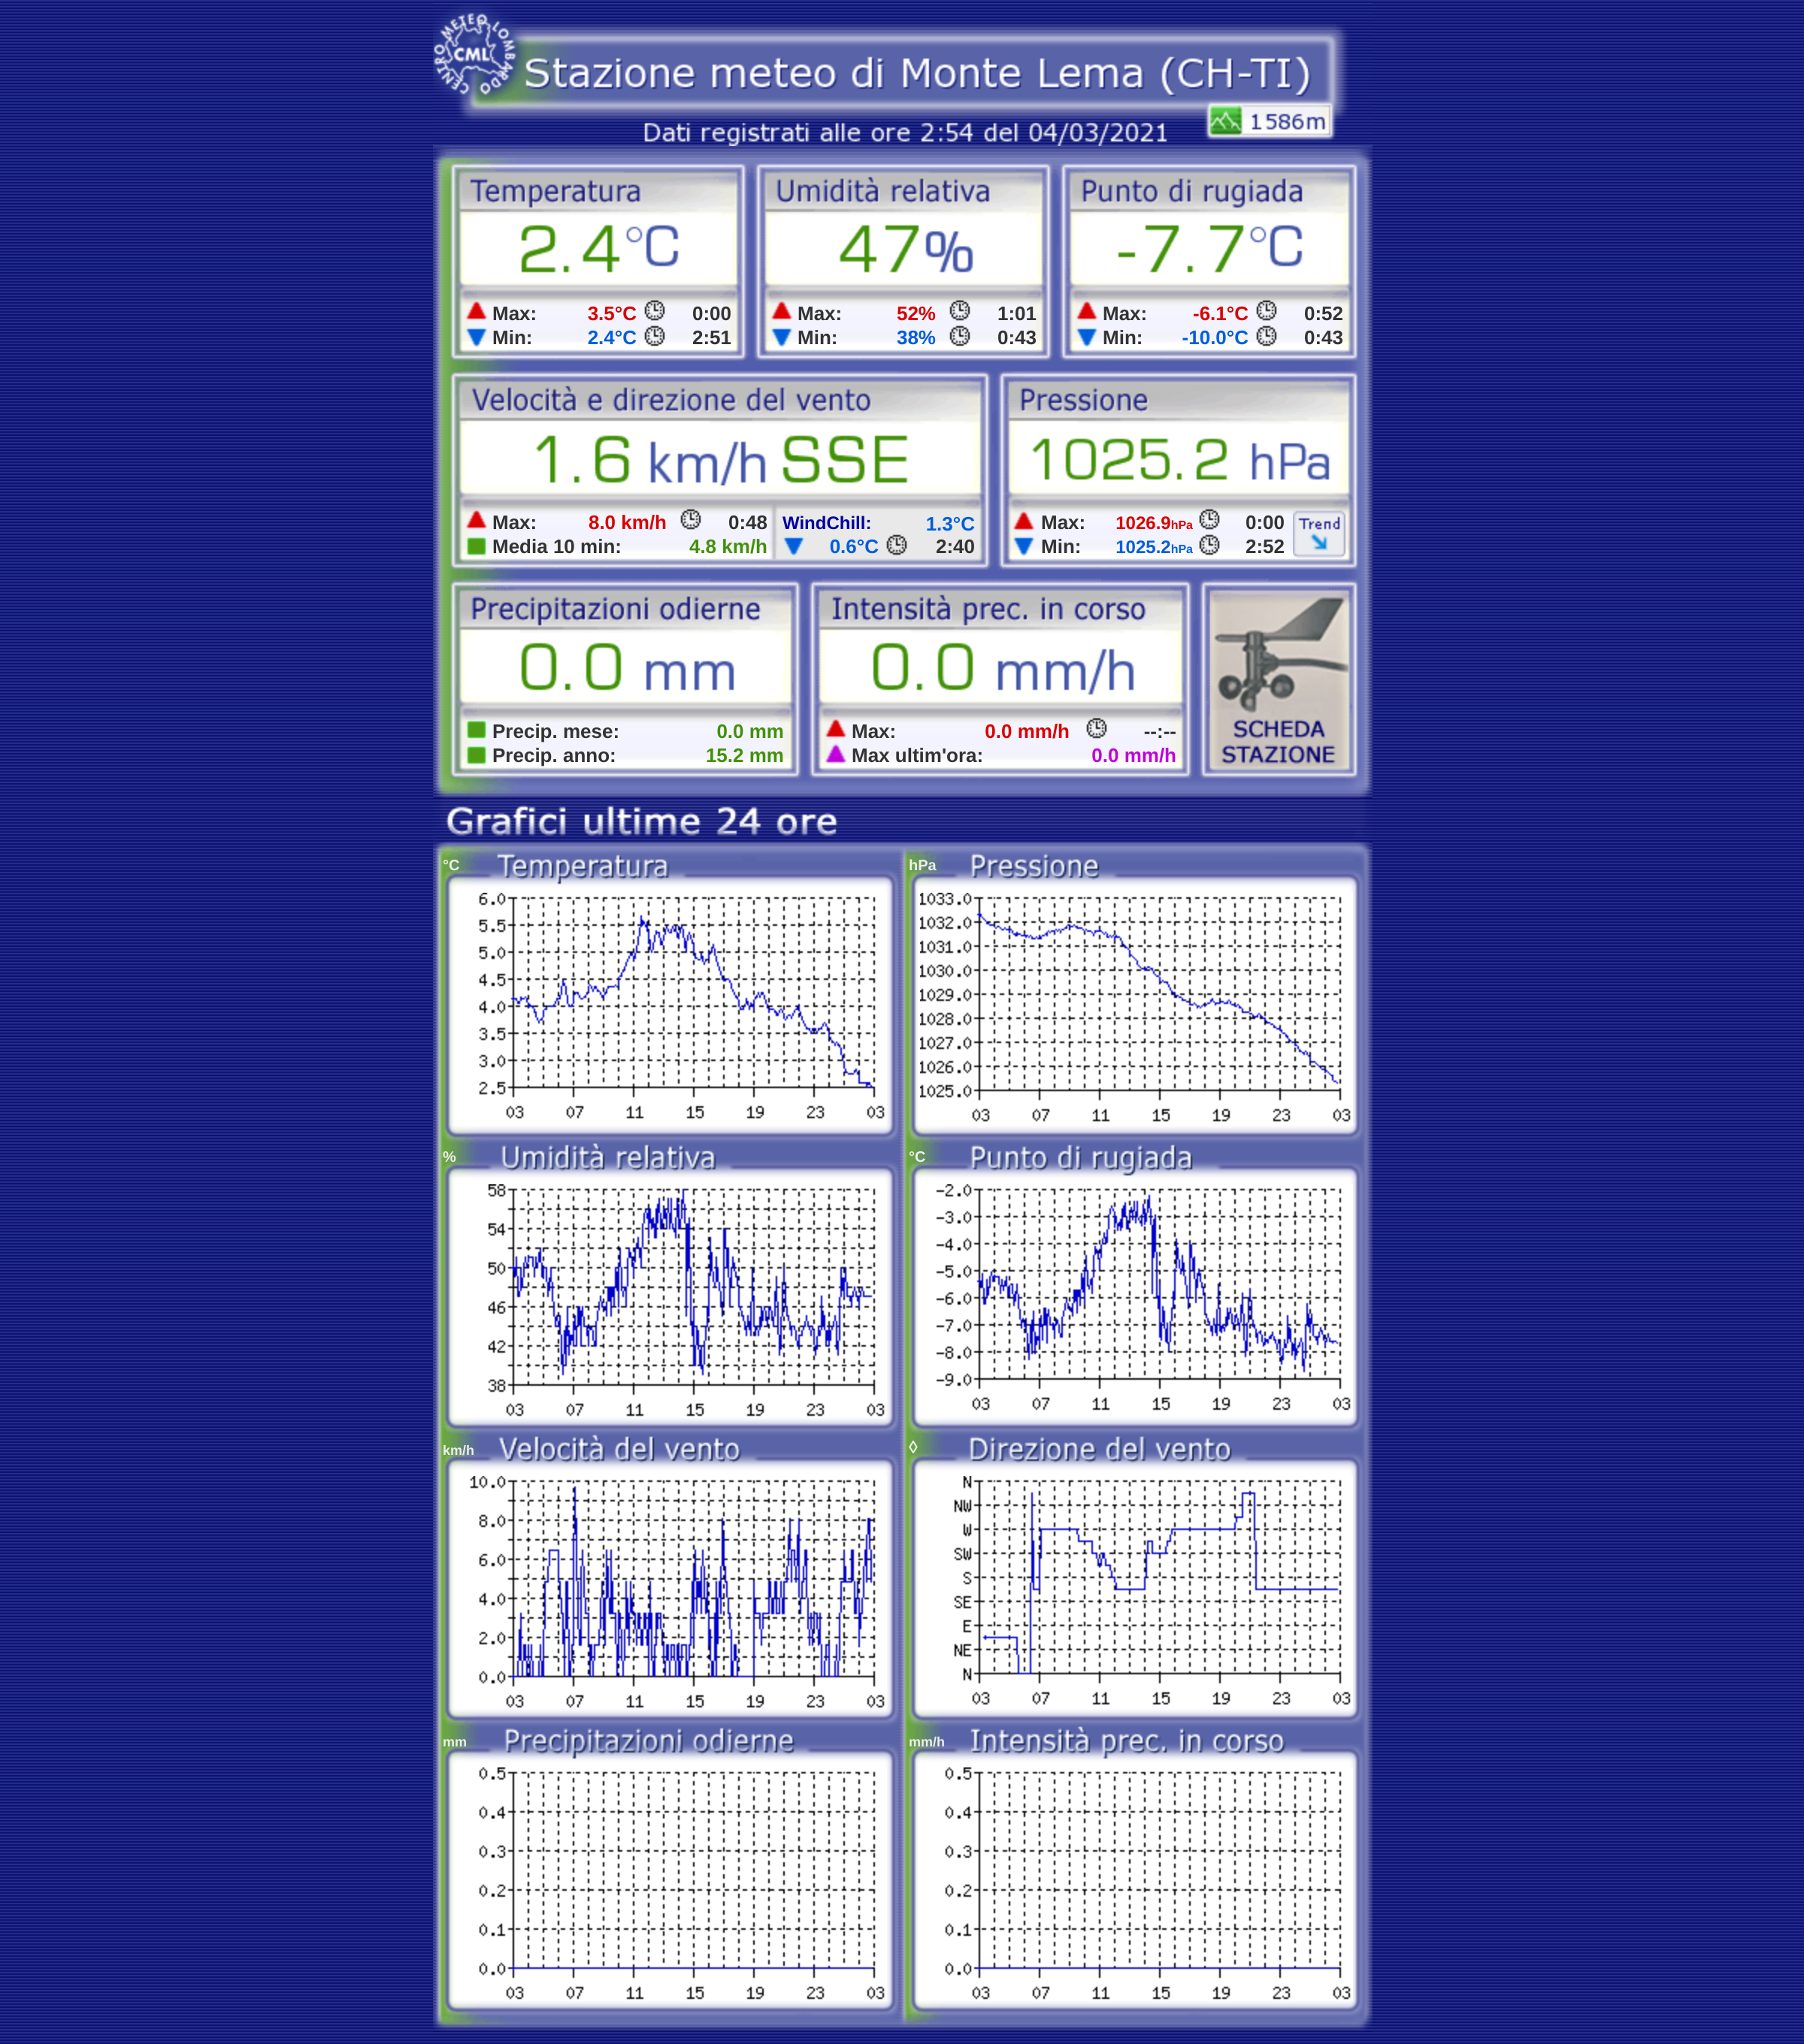 CENTRO METEO LOMBARDO
CML
Stazione meteo di Monte Lema (CH-TI)
1586m
Dati registrati alle ore 2:54 del 04/03/2021
Temperatura
2.4°C
Max: 3.5°C 0:00
Min: 2.4°C 2:51
Umidità relativa
47%
Max: 52% 1:01
Min: 38% 0:43
Punto di rugiada
-7.7°C
Max: -6.1°C 0:52
Min: -10.0°C 0:43
Velocità e direzione del vento
1.6 km/h SSE
Max: 8.0 km/h 0:48
Media 10 min: 4.8 km/h
WindChill: 1.3°C
0.6°C 2:40
Pressione
1025.2 hPa
Max: 1026.9hPa 0:00
Min: 1025.2hPa 2:52
Trend
Precipitazioni odierne
0.0 mm
Precip. mese: 0.0 mm
Precip. anno: 15.2 mm
Intensità prec. in corso
0.0 mm/h
Max: 0.0 mm/h --:--
Max ultim'ora: 0.0 mm/h
SCHEDA
STAZIONE
Grafici ultime 24 ore
°C Temperatura
6.0
5.5
5.0
4.5
4.0
3.5
3.0
2.5
03 07 11 15 19 23 03
hPa Pressione
1033.0
1032.0
1031.0
1030.0
1029.0
1028.0
1027.0
1026.0
1025.0
03 07 11 15 19 23 03
% Umidità relativa
58
54
50
46
42
38
03 07 11 15 19 23 03
°C Punto di rugiada
-2.0
-3.0
-4.0
-5.0
-6.0
-7.0
-8.0
-9.0
03 07 11 15 19 23 03
km/h Velocità del vento
10.0
8.0
6.0
4.0
2.0
0.0
03 07 11 15 19 23 03
◊ Direzione del vento
N
NW
W
SW
S
SE
E
NE
N
03 07 11 15 19 23 03
mm Precipitazioni odierne
0.5
0.4
0.3
0.2
0.1
0.0
03 07 11 15 19 23 03
mm/h Intensità prec. in corso
0.5
0.4
0.3
0.2
0.1
0.0
03 07 11 15 19 23 03